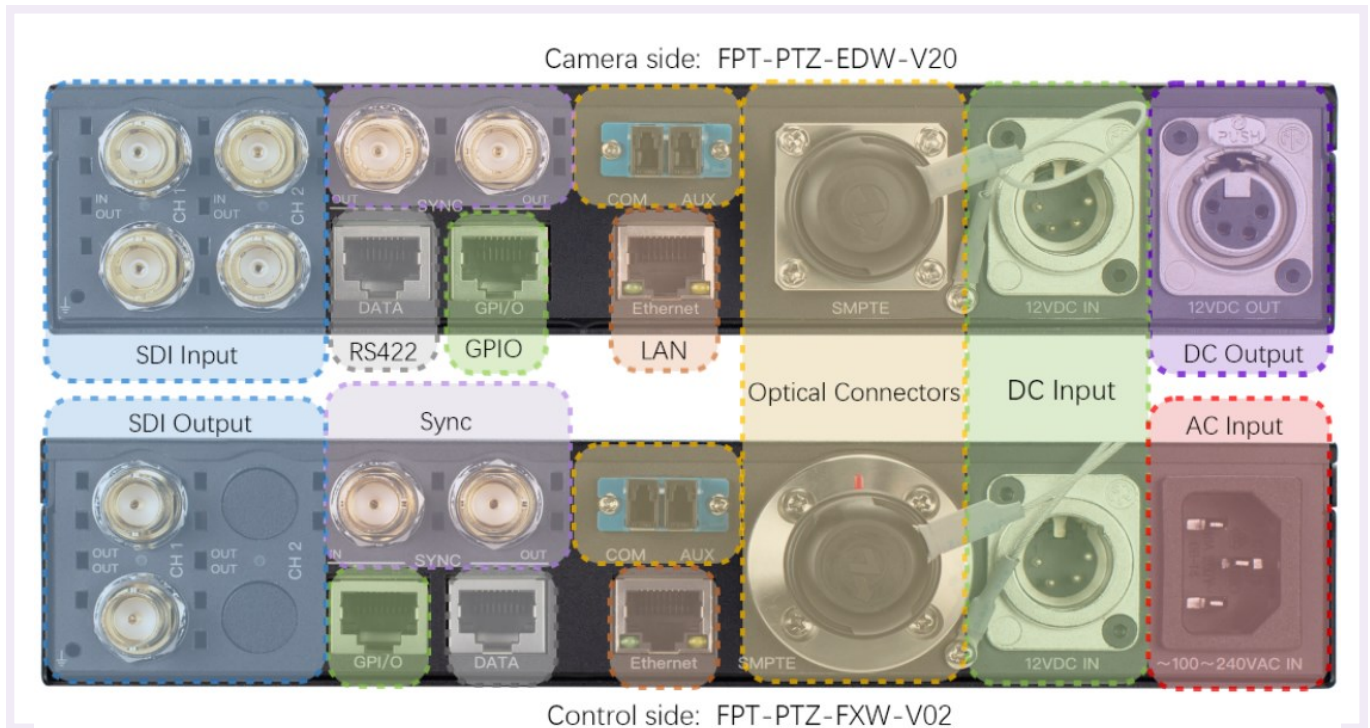 Camera side: FPT-PTZ-EDW-V20
PUSH
IN
OUT
CH 1
IN
OUT
CH 2
OUT
SYNC
OUT
COM
AUX
DATA
GPI/O
Ethernet
SMPTE
12VDC IN
12VDC OUT
SDI Input
RS422
GPIO
LAN
Optical Connectors
DC Input
DC Output
SDI Output
Sync
AC Input
OUT
OUT
CH 1
OUT
OUT
CH 2
IN
SYNC
OUT
COM
AUX
GPI/O
DATA
Ethernet
SMPTE
12VDC IN
～100～240VAC IN
Control side: FPT-PTZ-FXW-V02